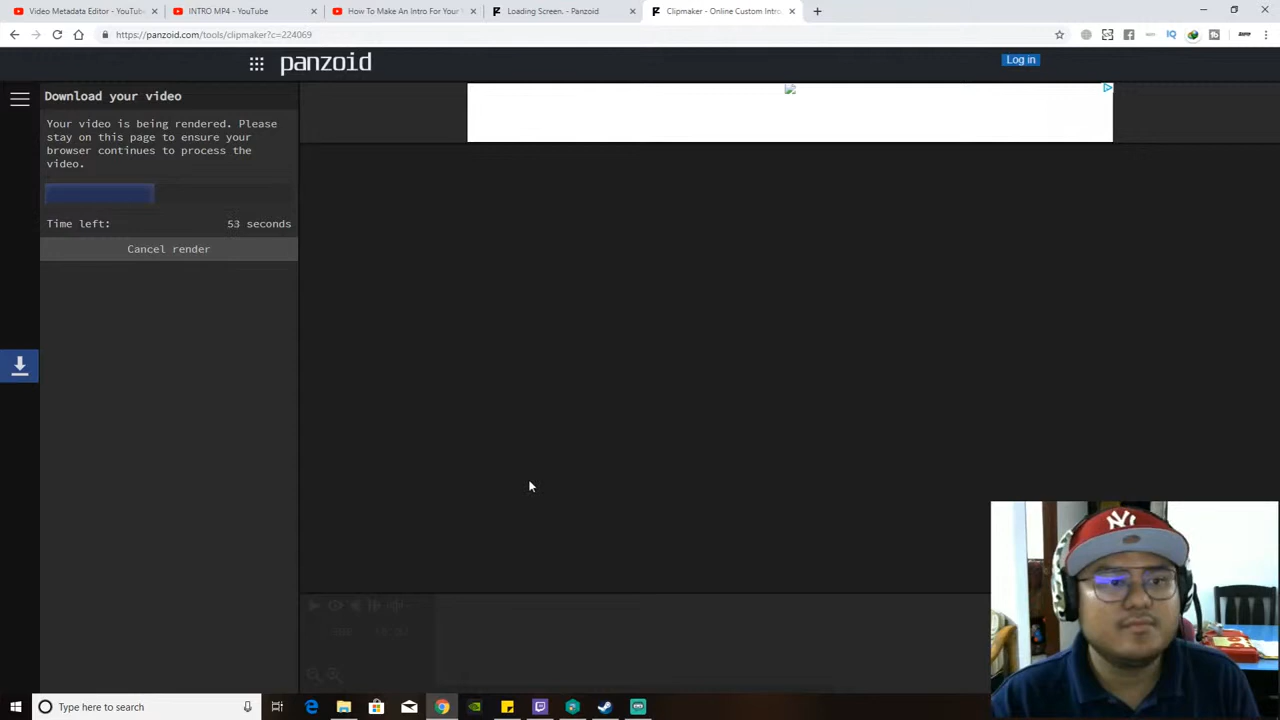 Video Metadata Editor - YouTube
INTRO MP4 - YouTube
How To Make An Intro For Your
Loading Screen. - Panzoid
Clipmaker - Online Custom Intro
https://panzoid.com/tools/clipmaker?c=224069
panzoid
Log in
Download your video
Your video is being rendered. Please
stay on this page to ensure your
browser continues to process the
video.
Time left: 53 seconds
Cancel render
Type here to search